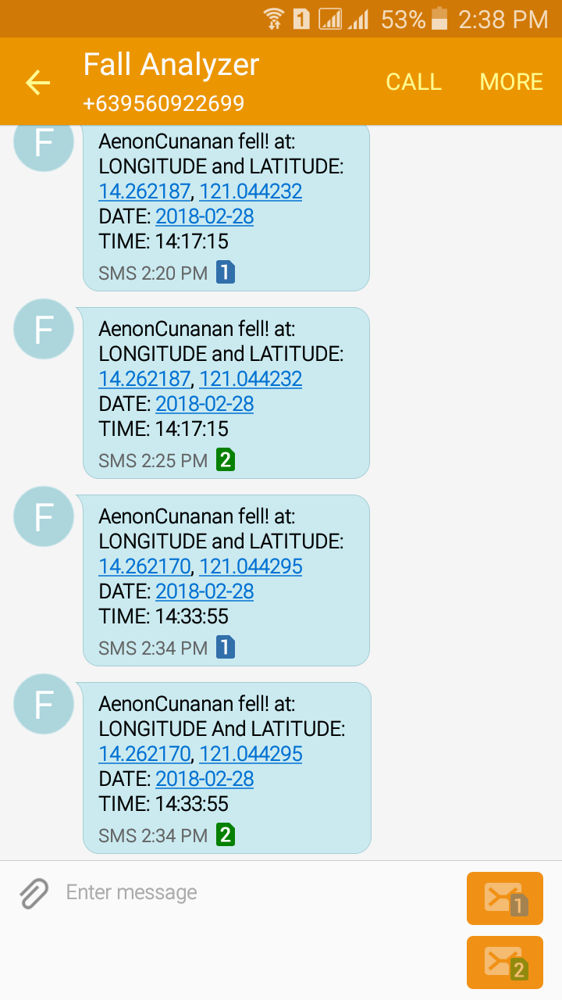 1 53% 2:38 PM
Fall Analyzer CALL MORE
+639560922699
F
AenonCunanan fell! at:
LONGITUDE and LATITUDE:
14.262187, 121.044232
DATE: 2018-02-28
TIME: 14:17:15
SMS 2:20 PM 1
F
AenonCunanan fell! at:
LONGITUDE and LATITUDE:
14.262187, 121.044232
DATE: 2018-02-28
TIME: 14:17:15
SMS 2:25 PM 2
F
AenonCunanan fell! at:
LONGITUDE and LATITUDE:
14.262170, 121.044295
DATE: 2018-02-28
TIME: 14:33:55
SMS 2:34 PM 1
F
AenonCunanan fell! at:
LONGITUDE And LATITUDE:
14.262170, 121.044295
DATE: 2018-02-28
TIME: 14:33:55
SMS 2:34 PM 2
Enter message
1
2